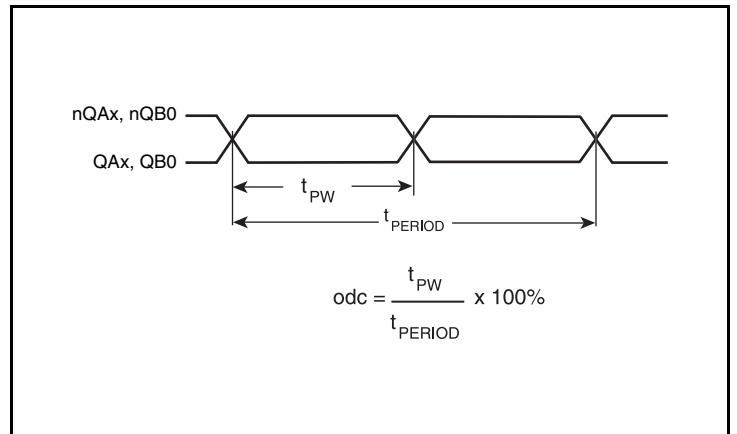 nQAx, nQB0
QAx, QB0
tPW
tPERIOD
tPW
odc = x 100%
tPERIOD